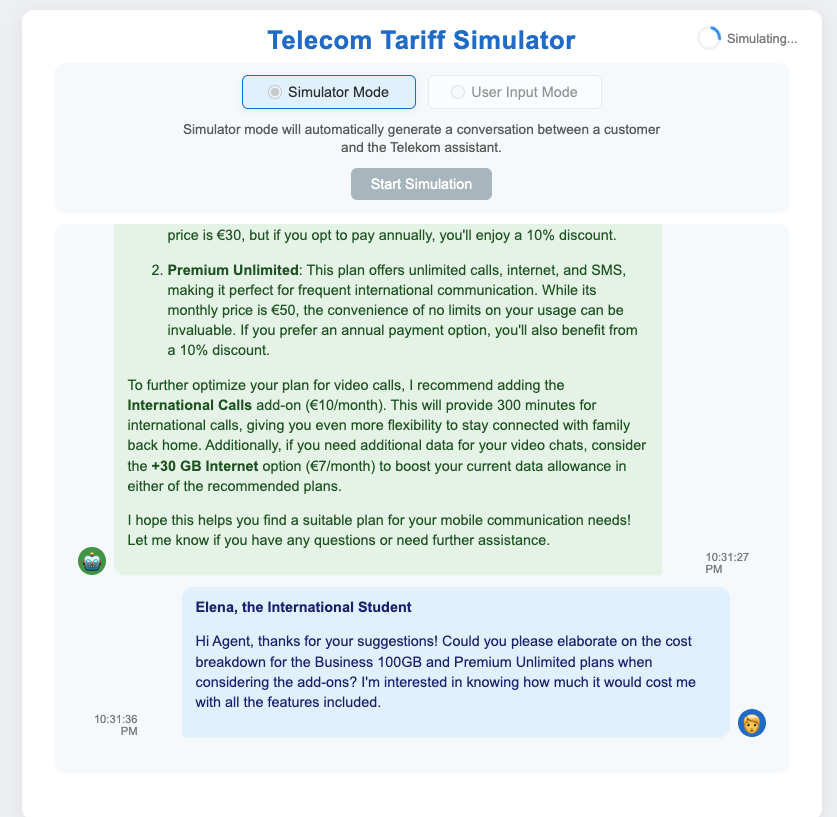 Telecom Tariff Simulator
Simulating...
Simulator Mode
User Input Mode
Simulator mode will automatically generate a conversation between a customer
and the Telekom assistant.
Start Simulation
price is €30, but if you opt to pay annually, you'll enjoy a 10% discount.
2. Premium Unlimited: This plan offers unlimited calls, internet, and SMS,
making it perfect for frequent international communication. While its
monthly price is €50, the convenience of no limits on your usage can be
invaluable. If you prefer an annual payment option, you'll also benefit from
a 10% discount.
To further optimize your plan for video calls, I recommend adding the
International Calls add-on (€10/month). This will provide 300 minutes for
international calls, giving you even more flexibility to stay connected with family
back home. Additionally, if you need additional data for your video chats, consider
the +30 GB Internet option (€7/month) to boost your current data allowance in
either of the recommended plans.
I hope this helps you find a suitable plan for your mobile communication needs!
Let me know if you have any questions or need further assistance.
10:31:27
PM
Elena, the International Student
Hi Agent, thanks for your suggestions! Could you please elaborate on the cost
breakdown for the Business 100GB and Premium Unlimited plans when
considering the add-ons? I'm interested in knowing how much it would cost me
with all the features included.
10:31:36
PM